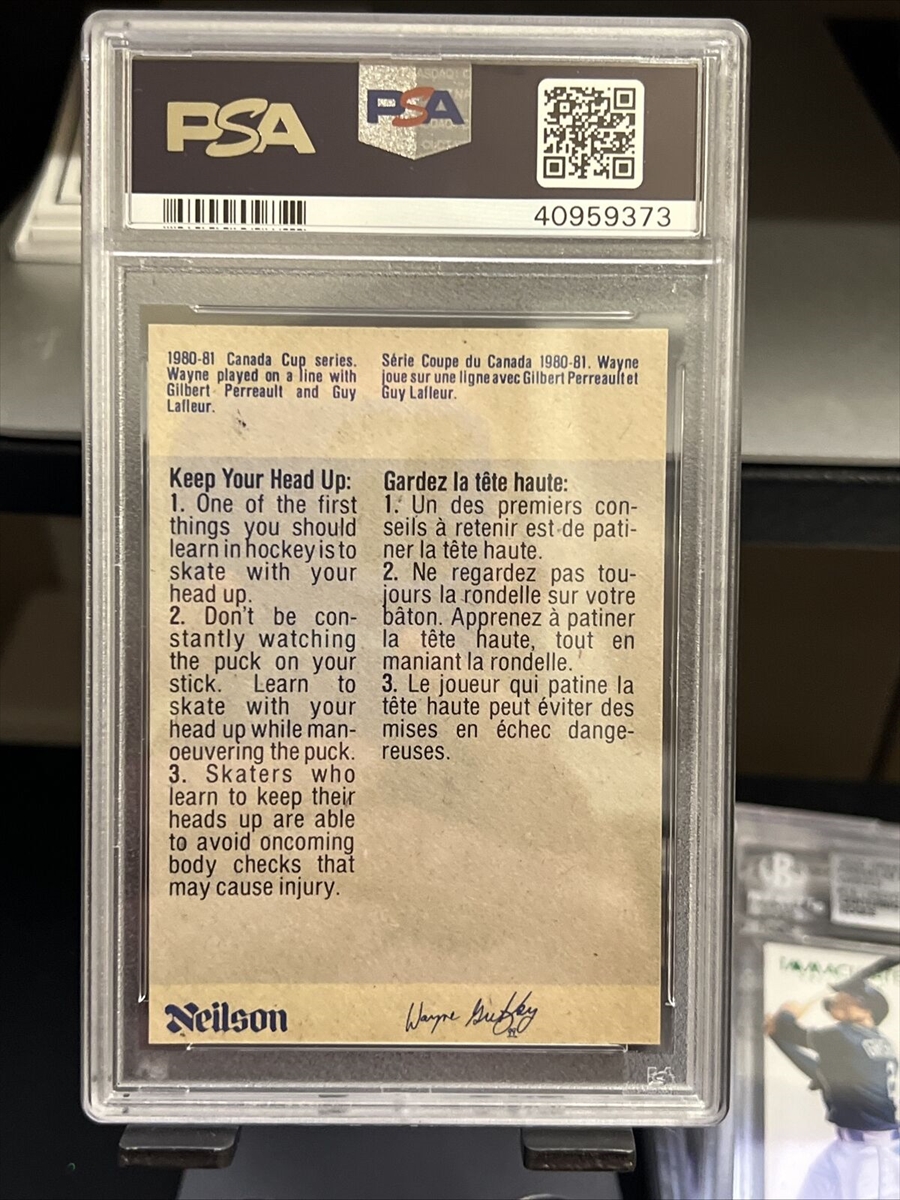 PSA
PSA
40959373
1980-81 Canada Cup series.
Wayne played on a line with
Gilbert Perreault and Guy
Lafleur.
Série Coupe du Canada 1980-81. Wayne
joue sur une ligne avec Gilbert Perreault et
Guy Lafleur.
Keep Your Head Up:
1. One of the first
things you should
learn in hockey is to
skate with your
head up.
2. Don't be con-
stantly watching
the puck on your
stick. Learn to
skate with your
head up while man-
oeuvering the puck.
3. Skaters who
learn to keep their
heads up are able
to avoid oncoming
body checks that
may cause injury.
Gardez la tête haute:
1. Un des premiers con-
seils à retenir est de pati-
ner la tête haute.
2. Ne regardez pas tou-
jours la rondelle sur votre
bâton. Apprenez à patiner
la tête haute, tout en
maniant la rondelle.
3. Le joueur qui patine la
tête haute peut éviter des
mises en échec dange-
reuses.
Neilson
Wayne Gretzky